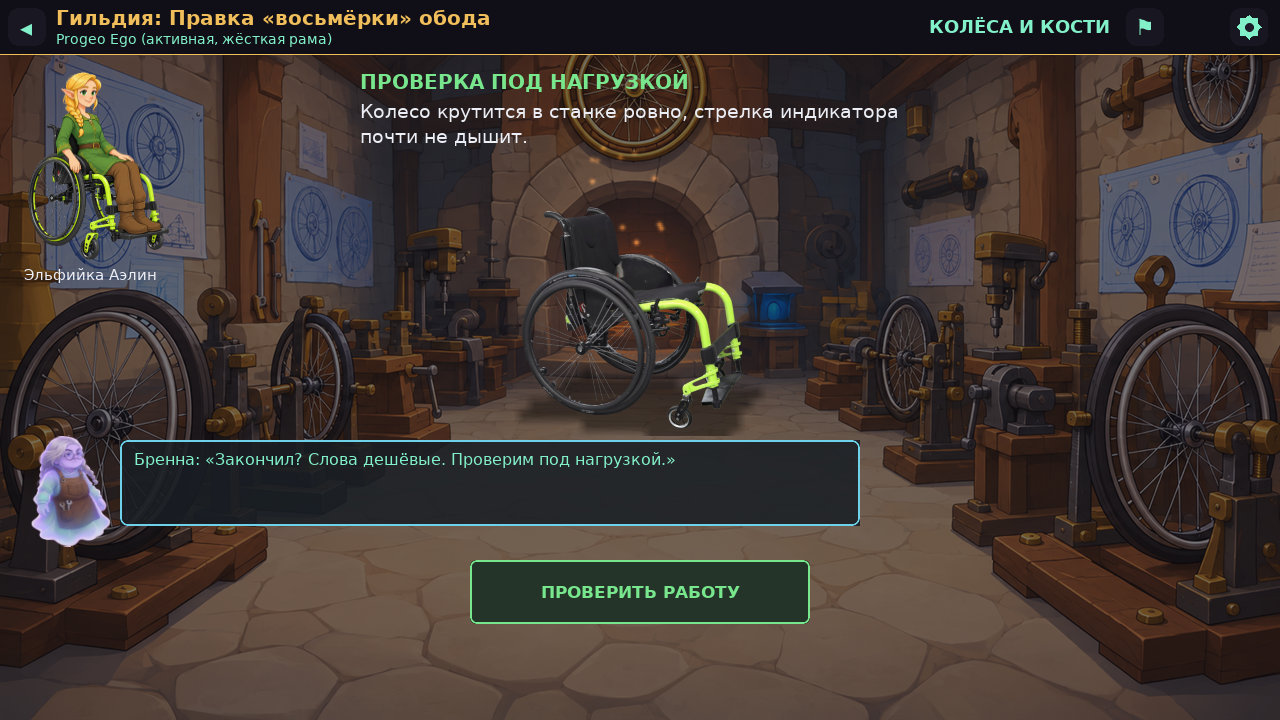 Гильдия: Правка «восьмёрки» обода
Progeo Ego (активная, жёсткая рама)
КОЛЁСА И КОСТИ
ПРОВЕРКА ПОД НАГРУЗКОЙ
Колесо крутится в станке ровно, стрелка индикатора
почти не дышит.
Эльфийка Аэлин
Бренна: «Закончил? Слова дешёвые. Проверим под нагрузкой.»
ПРОВЕРИТЬ РАБОТУ